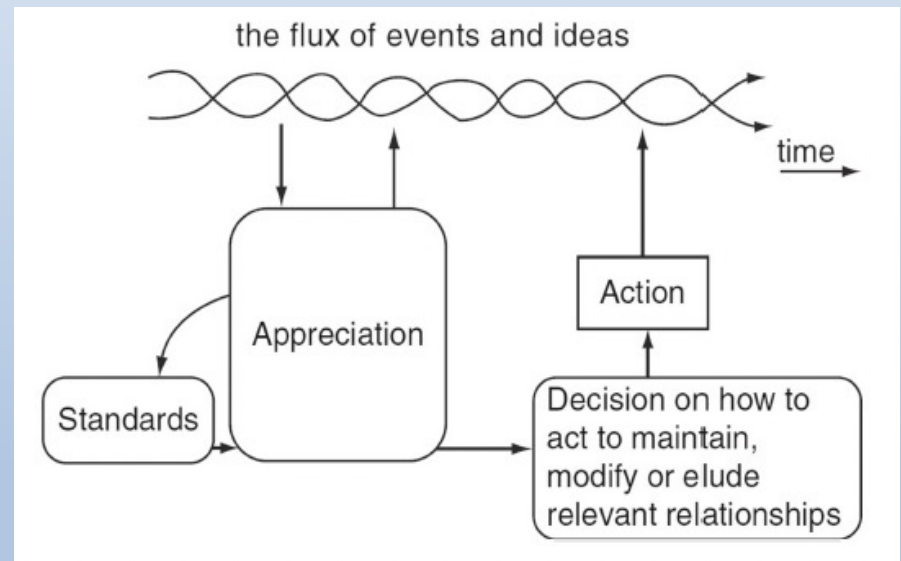 the flux of events and ideas
time
Appreciation
Action
Standards
Decision on how to
act to maintain,
modify or elude
relevant relationships